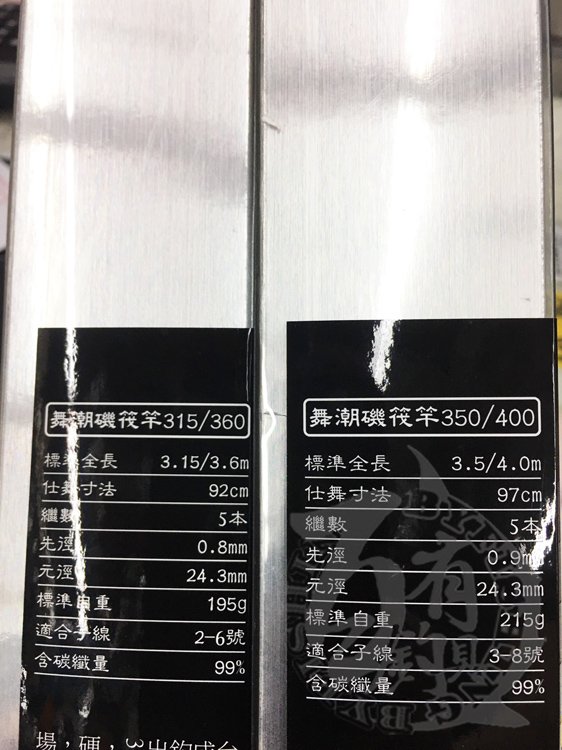 舞潮磯筏竿315/360
標準全長 3.15/3.6m
仕舞寸法 92cm
繼數 5本
先徑 0.8mm
元徑 24.3mm
標準自重 195g
適合子線 2-6號
含碳纖量 99%
舞潮磯筏竿350/400
標準全長 3.5/4.0m
仕舞寸法 97cm
繼數 5本
先徑 0.9mm
元徑 24.3mm
標準自重 215g
適合子線 3-8號
含碳纖量 99%